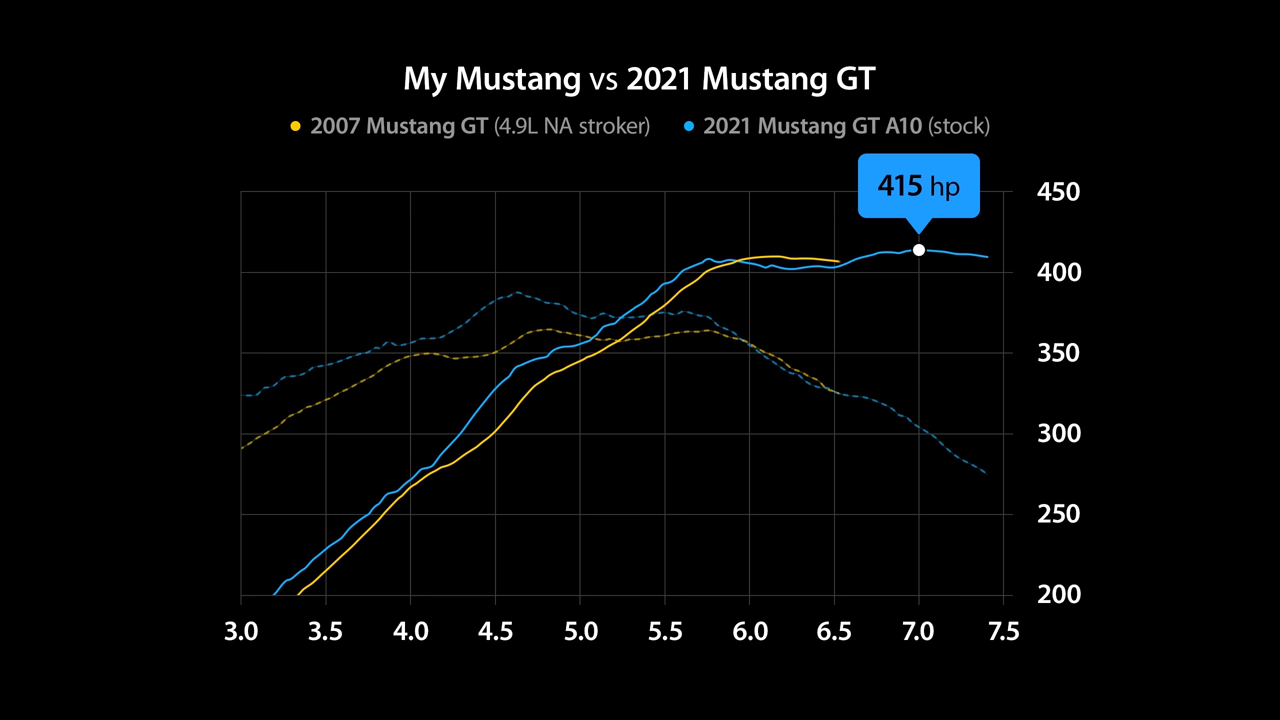 My Mustang vs 2021 Mustang GT
2007 Mustang GT (4.9L NA stroker) 2021 Mustang GT A10 (stock)
415 hp
450
400
350
300
250
200
3.0 3.5 4.0 4.5 5.0 5.5 6.0 6.5 7.0 7.5